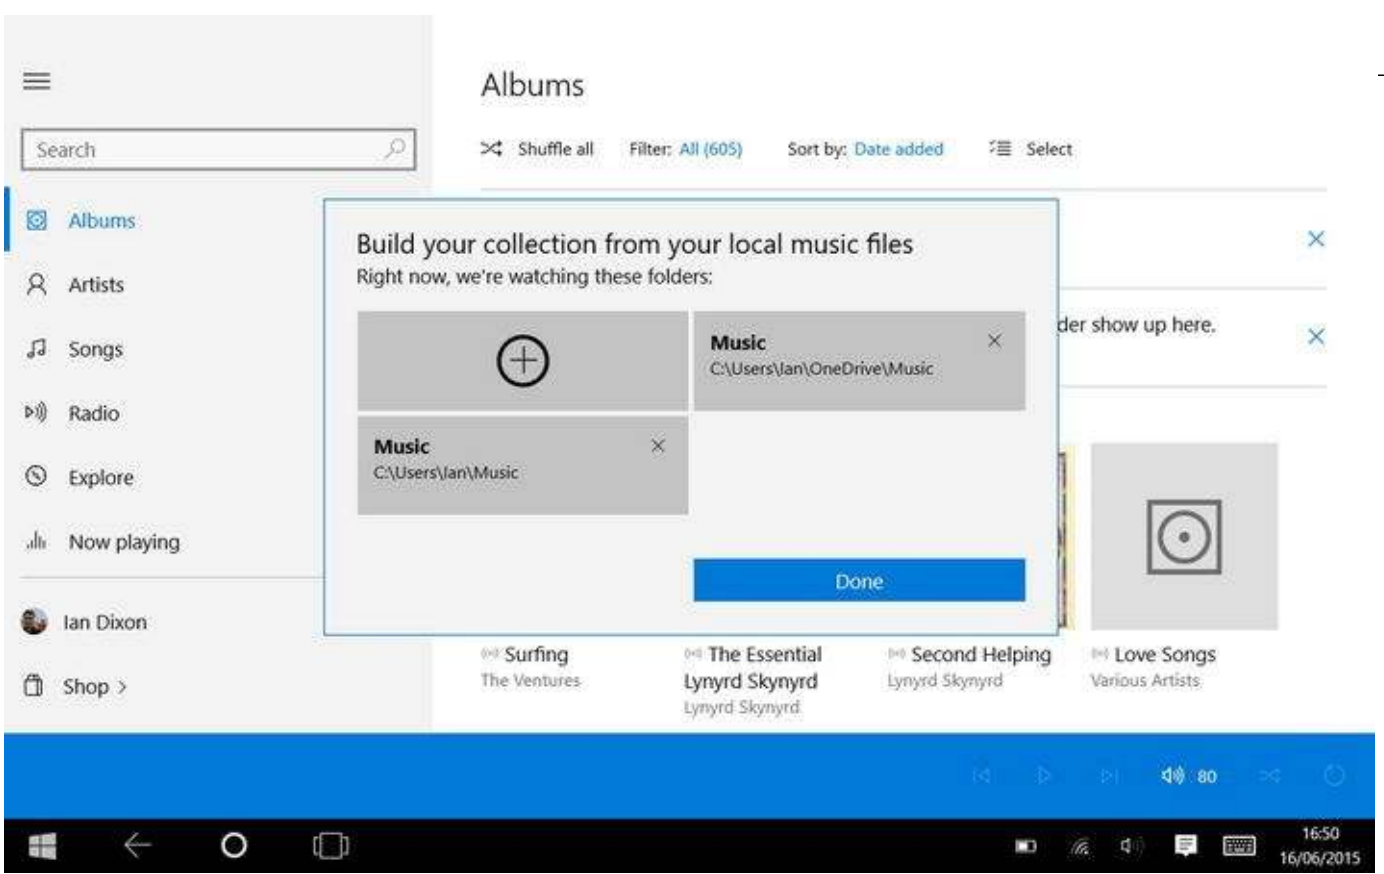 Albums
Search
Shuffle all Filter: All (605) Sort by: Date added Select
Albums
Artists
Songs
Radio
Explore
Now playing
Ian Dixon
Shop >
Build your collection from your local music files
Right now, we're watching these folders:
Music
C:\Users\Ian\OneDrive\Music
Music
C:\Users\Ian\Music
Done
show up here.
Surfing
The Ventures
The Essential
Lynyrd Skynyrd
Lynyrd Skynyrd
Second Helping
Lynyrd Skynyrd
Love Songs
Various Artists
80
16:50
16/06/2015